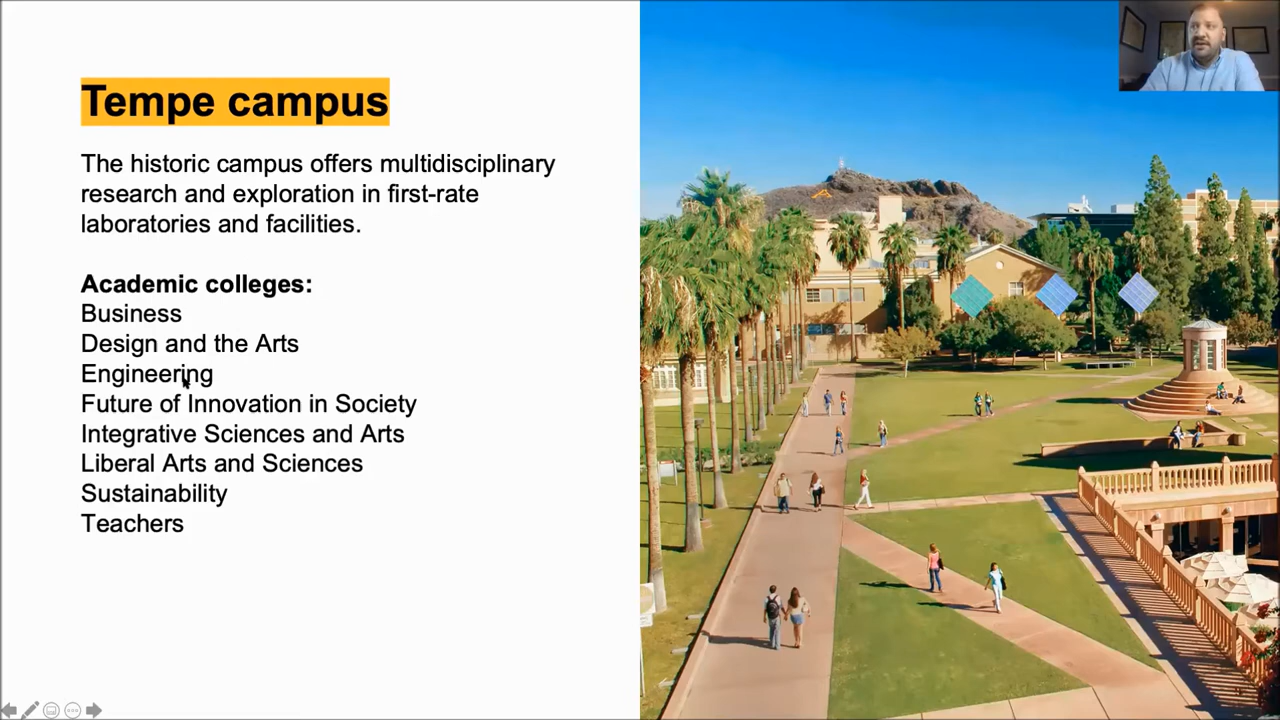 Tempe campus
The historic campus offers multidisciplinary
research and exploration in first-rate
laboratories and facilities.
Academic colleges:
Business
Design and the Arts
Engineering
Future of Innovation in Society
Integrative Sciences and Arts
Liberal Arts and Sciences
Sustainability
Teachers